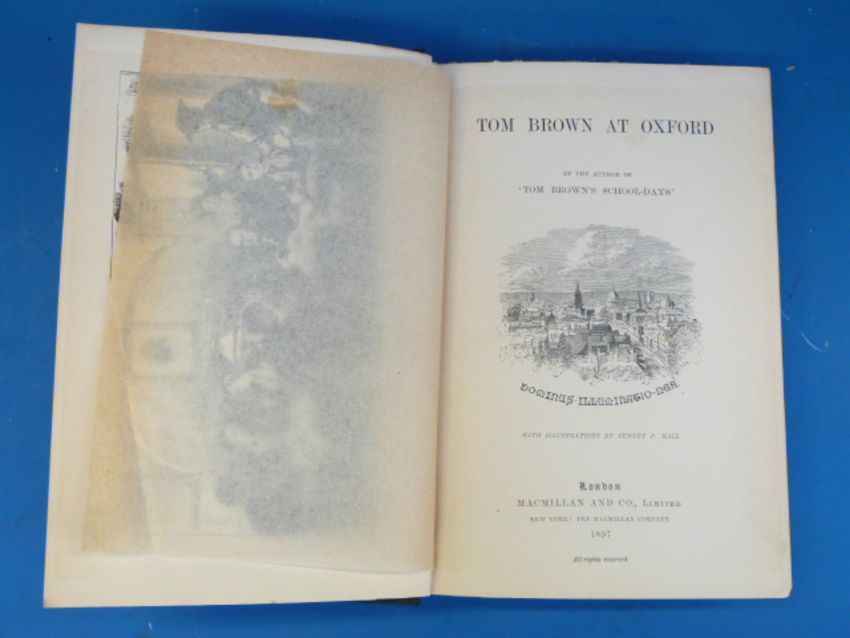 TOM BROWN AT OXFORD
BY THE AUTHOR OF
'TOM BROWN'S SCHOOL-DAYS'
DOMINUS·ILLUMINATIO·MEA
WITH ILLUSTRATIONS BY SYDNEY P. HALL
London
MACMILLAN AND CO., LIMITED
NEW YORK: THE MACMILLAN COMPANY
1897
All rights reserved